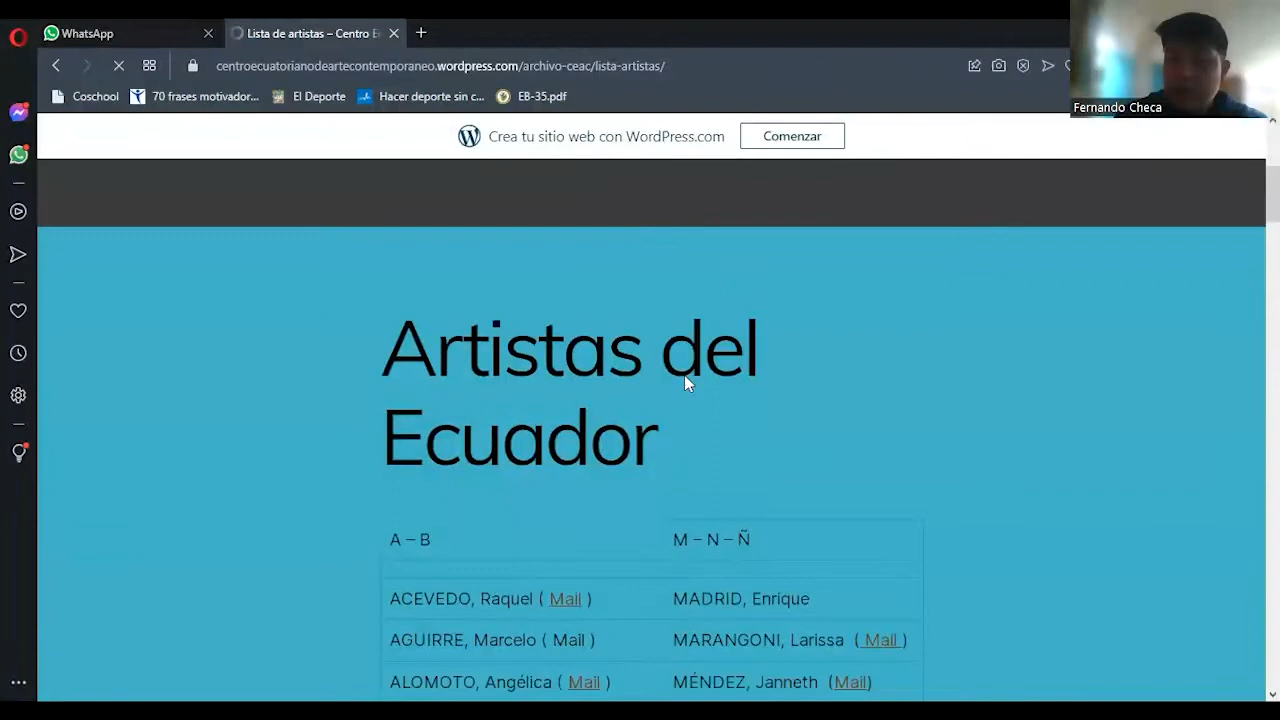 WhatsApp
Lista de artistas – Centro E
centroecuatorianodeartecontemporaneo.wordpress.com/archivo-ceac/lista-artistas/
Coschool
70 frases motivador...
El Deporte
Hacer deporte sin c...
EB-35.pdf
Fernando Checa
Crea tu sitio web con WordPress.com
Comenzar
Artistas del
Ecuador
A – B
M – N – Ñ
ACEVEDO, Raquel ( Mail )
MADRID, Enrique
AGUIRRE, Marcelo ( Mail )
MARANGONI, Larissa ( Mail )
ALOMOTO, Angélica ( Mail )
MÉNDEZ, Janneth (Mail)